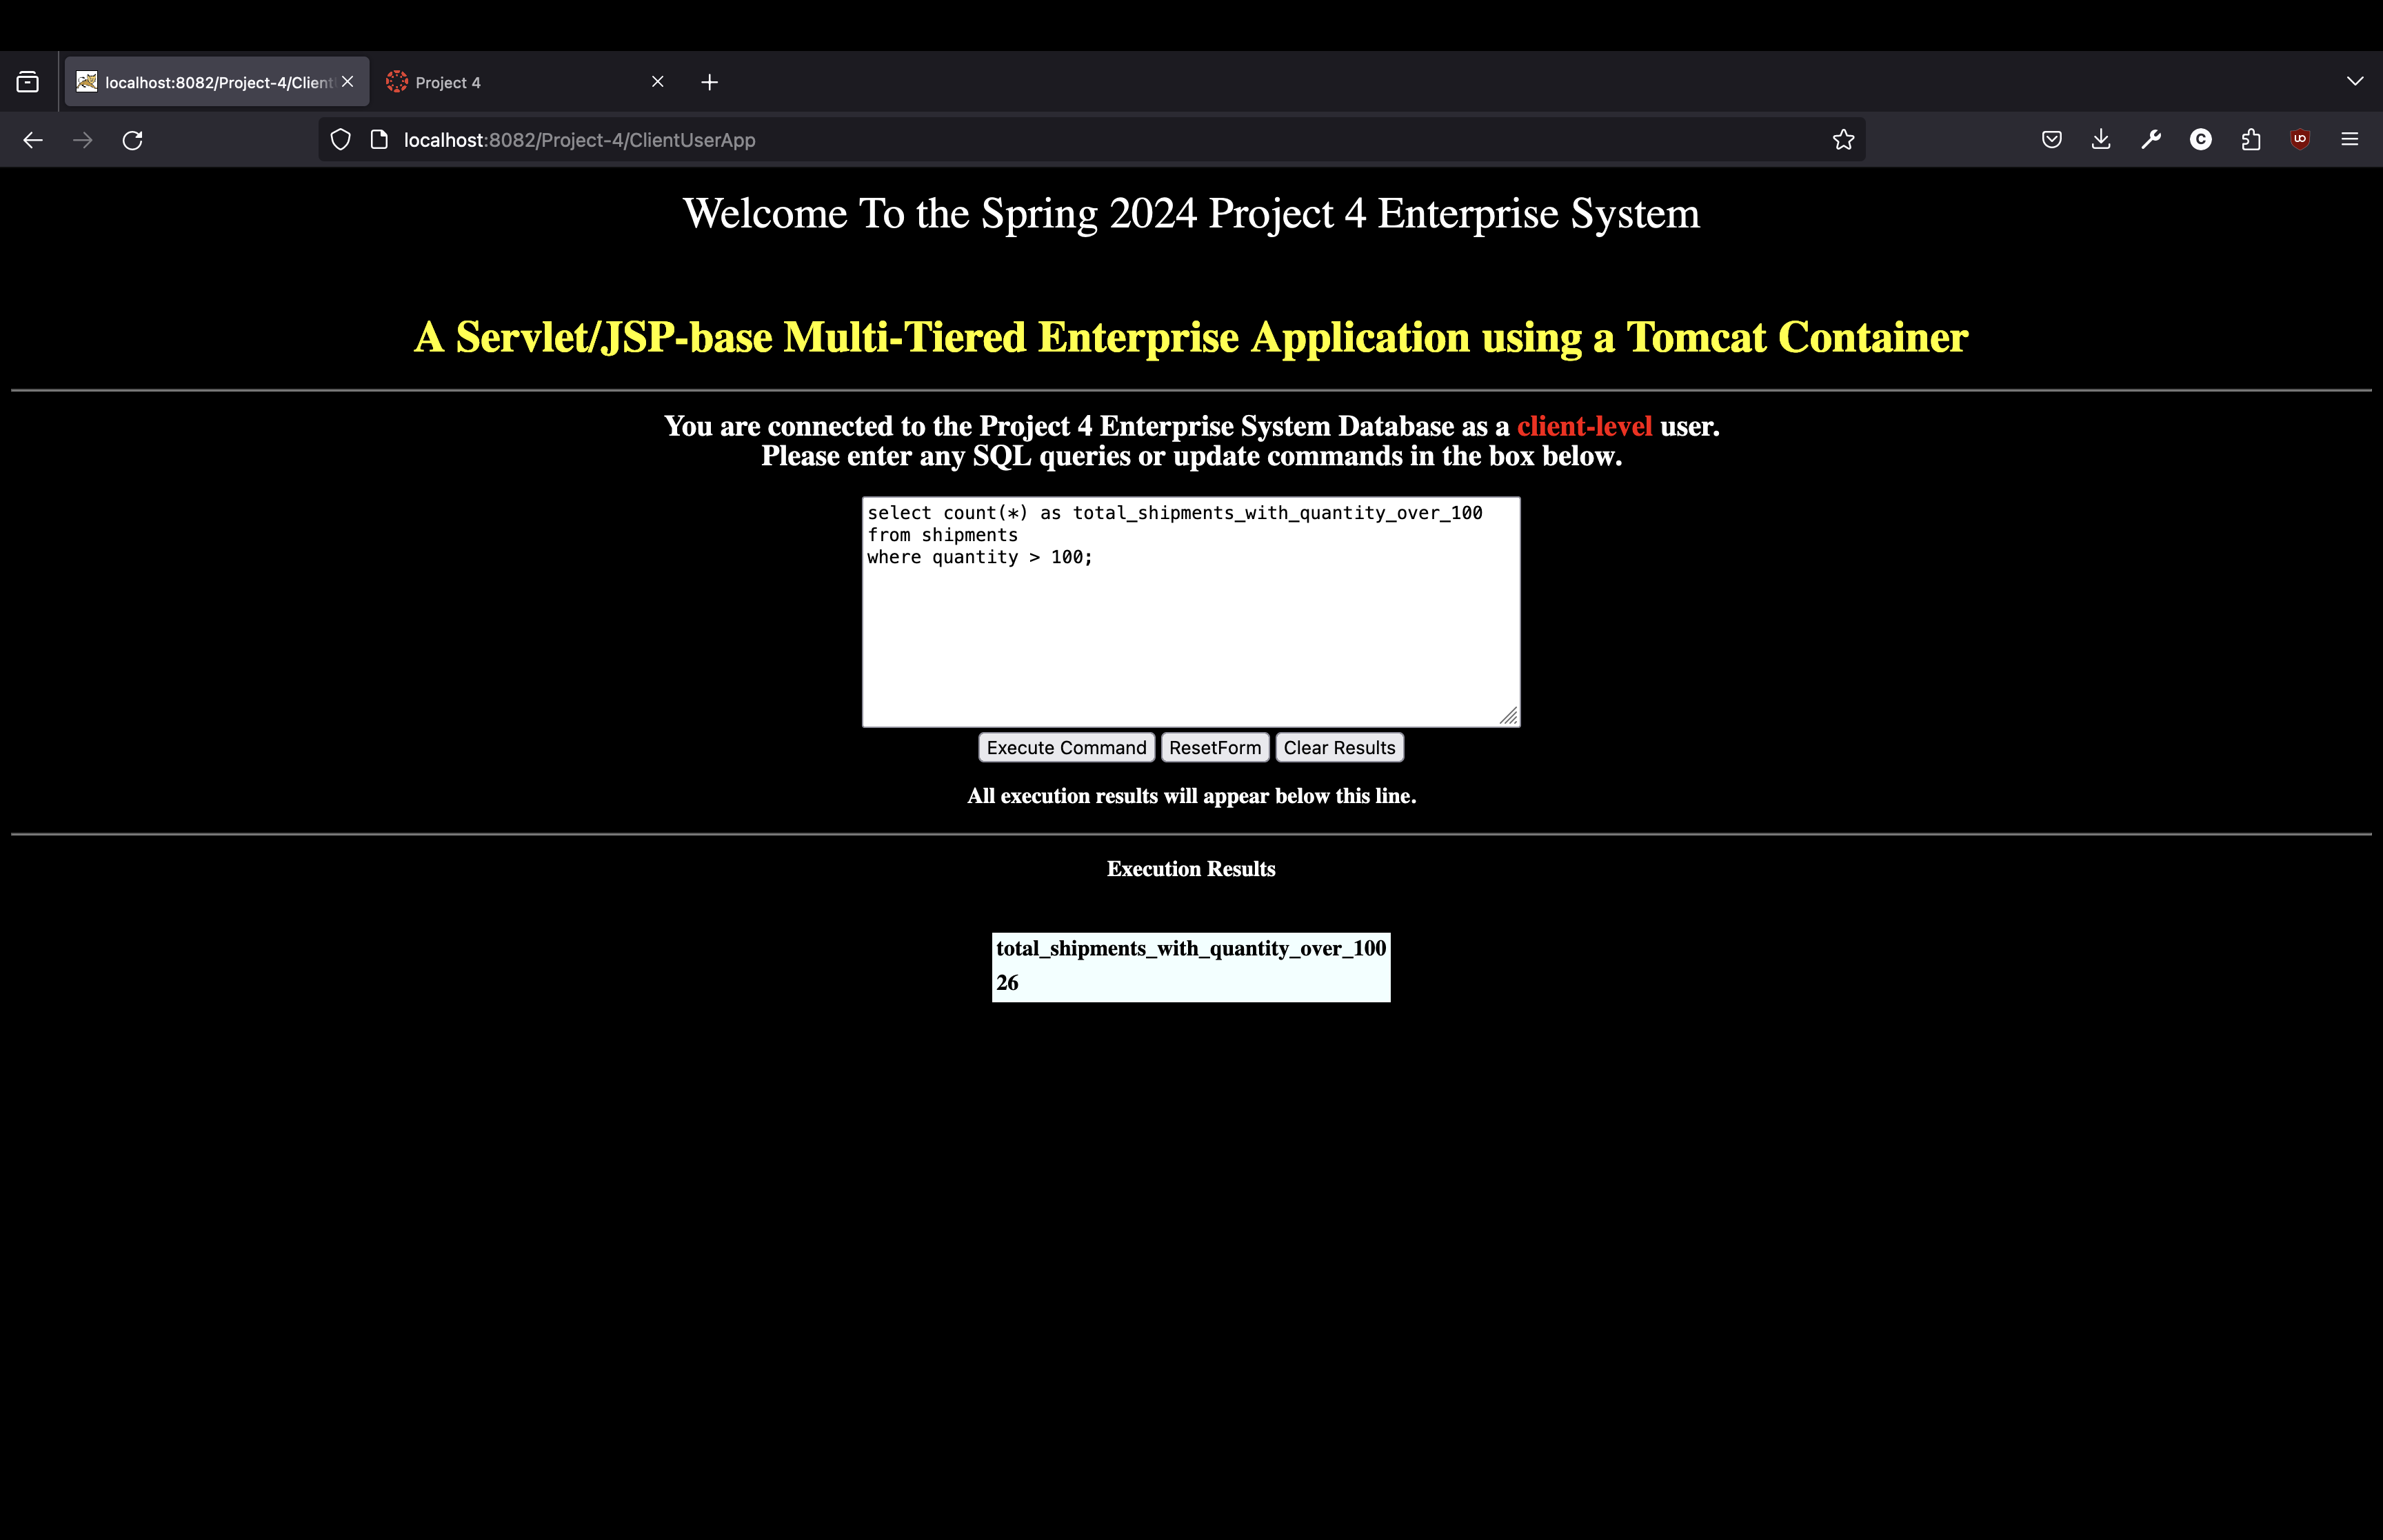 localhost:8082/Project-4/Client
Project 4
localhost:8082/Project-4/ClientUserApp
Welcome To the Spring 2024 Project 4 Enterprise System
A Servlet/JSP-base Multi-Tiered Enterprise Application using a Tomcat Container
You are connected to the Project 4 Enterprise System Database as a client-level user.
Please enter any SQL queries or update commands in the box below.
select count(*) as total_shipments_with_quantity_over_100
from shipments
where quantity > 100;
Execute Command ResetForm Clear Results
All execution results will appear below this line.
Execution Results
total_shipments_with_quantity_over_100
26